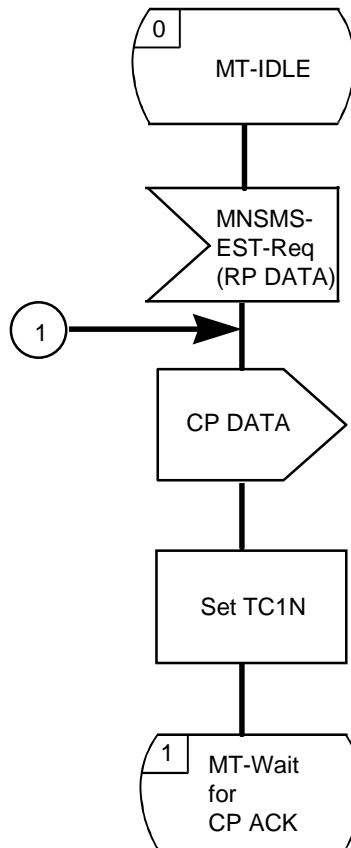 0
MT-IDLE
MNSMS-
EST-Req
(RP DATA)
1
CP DATA
Set TC1N
1
MT-Wait
for
CP ACK